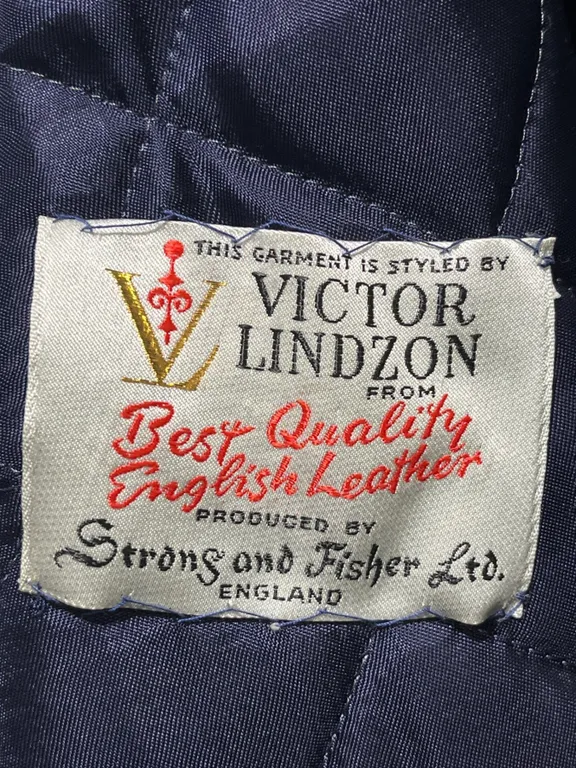 THIS GARMENT IS STYLED BY
VL
VICTOR
LINDZON
FROM
Best Quality
English Leather
PRODUCED BY
Strong and Fisher Ltd.
ENGLAND